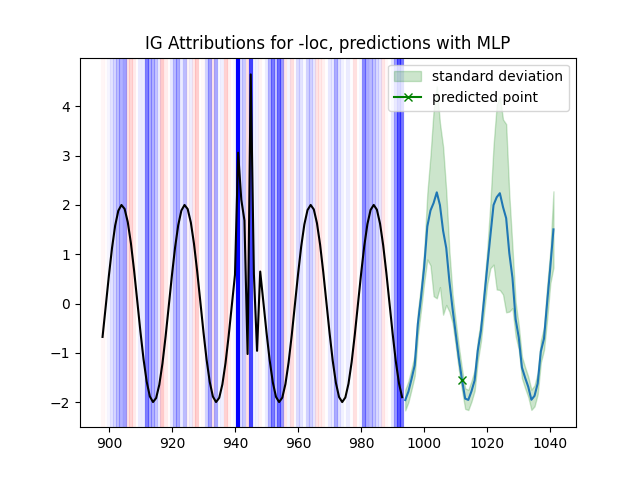 IG Attributions for -loc, predictions with MLP
standard deviation
predicted point
4
3
2
1
0
−1
−2
900 920 940 960 980 1000 1020 1040